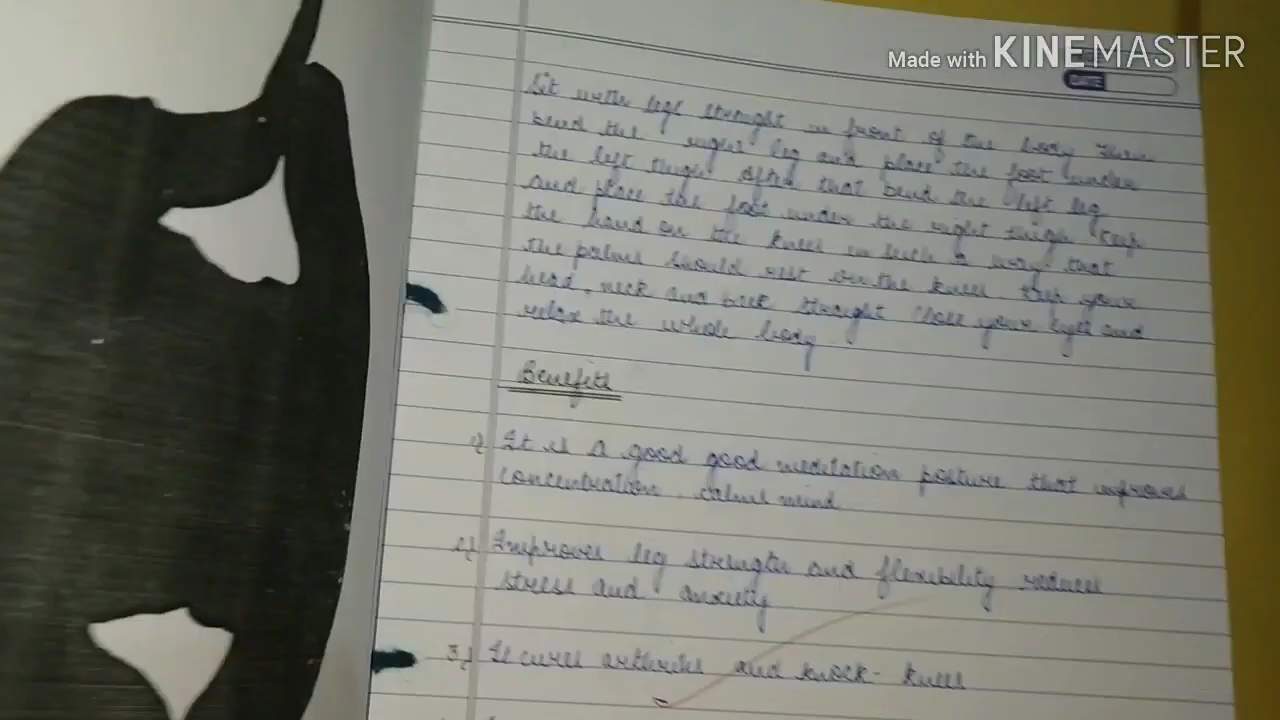 Made with KINEMASTER
DATE
Sit with legs straight in front of the body then
bend the right leg and place the foot under
the left thigh after that bend the left leg
and place the foot under the right thigh keep
the hand on the knees in such a way that
the palms should rest on the knees. Keep your
head, neck and back straight close your eyes and
relax the whole body
Benefits
1) It is a good good meditation posture that improves
concentration, calms mind
2) Improves leg strength and flexibility reduces
stress and anxiety
3) It cures arthritis and knock-knees